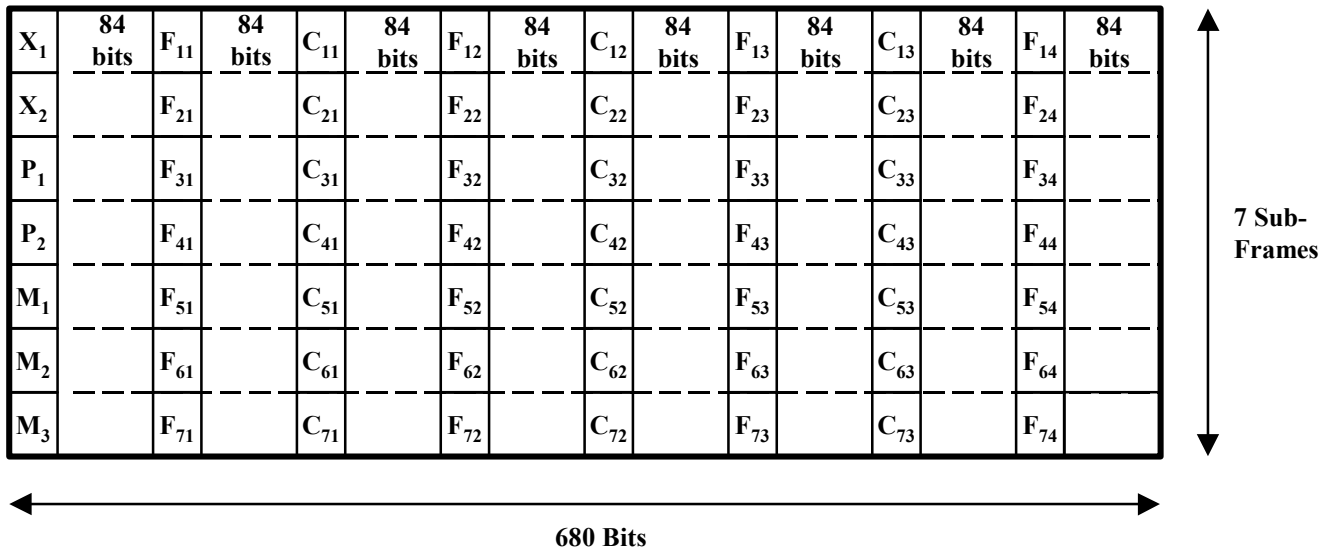 X₁ 84 bits F₁₁ 84 bits C₁₁ 84 bits F₁₂ 84 bits C₁₂ 84 bits F₁₃ 84 bits C₁₃ 84 bits F₁₄ 84 bits
X₂ F₂₁ C₂₁ F₂₂ C₂₂ F₂₃ C₂₃ F₂₄
P₁ F₃₁ C₃₁ F₃₂ C₃₂ F₃₃ C₃₃ F₃₄
P₂ F₄₁ C₄₁ F₄₂ C₄₂ F₄₃ C₄₃ F₄₄
M₁ F₅₁ C₅₁ F₅₂ C₅₂ F₅₃ C₅₃ F₅₄
M₂ F₆₁ C₆₁ F₆₂ C₆₂ F₆₃ C₆₃ F₆₄
M₃ F₇₁ C₇₁ F₇₂ C₇₂ F₇₃ C₇₃ F₇₄
7 Sub-
Frames
680 Bits